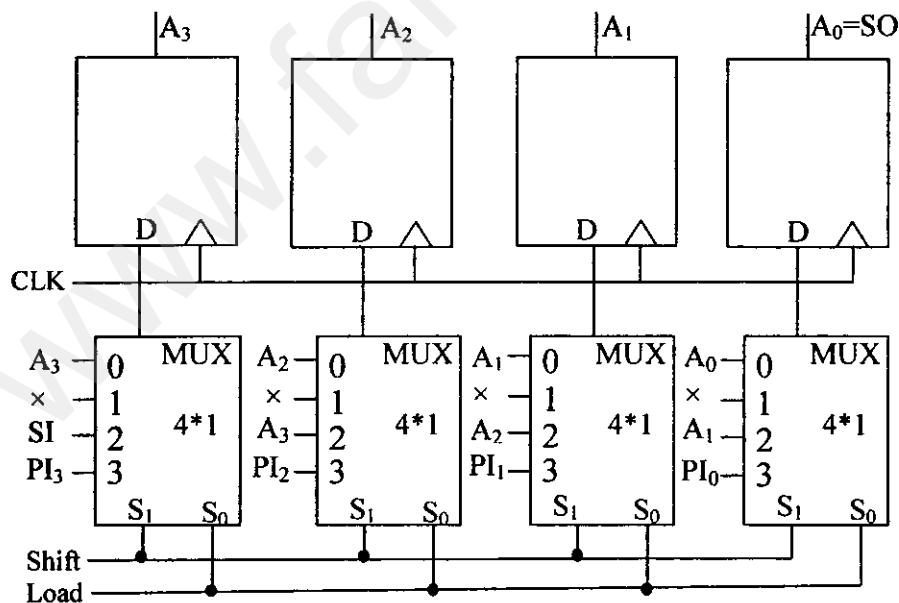 A₃ A₂ A₁ A₀=SO
D D D D
CLK
MUX MUX MUX MUX
A₃ 0 A₂ 0 A₁ 0 A₀ 0
× 1 × 1 × 1 × 1
4*1 4*1 4*1 4*1
SI 2 A₃ 2 A₂ 2 A₁ 2
PI₃ 3 PI₂ 3 PI₁ 3 PI₀ 3
S₁ S₀ S₁ S₀ S₁ S₀ S₁ S₀
Shift
Load